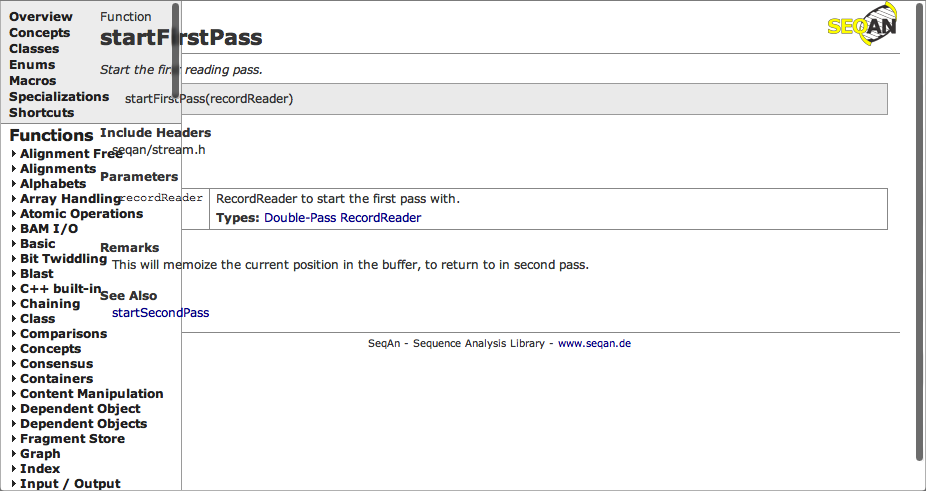 Overview
Concepts
Classes
Enums
Macros
Specializations
Shortcuts
Functions
Alignment Free
Alignments
Alphabets
Array Handling
Atomic Operations
BAM I/O
Basic
Bit Twiddling
Blast
C++ built-in
Chaining
Class
Comparisons
Concepts
Consensus
Containers
Content Manipulation
Dependent Object
Dependent Objects
Fragment Store
Graph
Index
Input / Output
Function
SEQAN
startFirstPass
Start the first reading pass.
startFirstPass(recordReader)
Include Headers
seqan/stream.h
Parameters
recordReader
RecordReader to start the first pass with.
Types: Double-Pass RecordReader
Remarks
This will memoize the current position in the buffer, to return to in second pass.
See Also
startSecondPass
SeqAn - Sequence Analysis Library - www.seqan.de